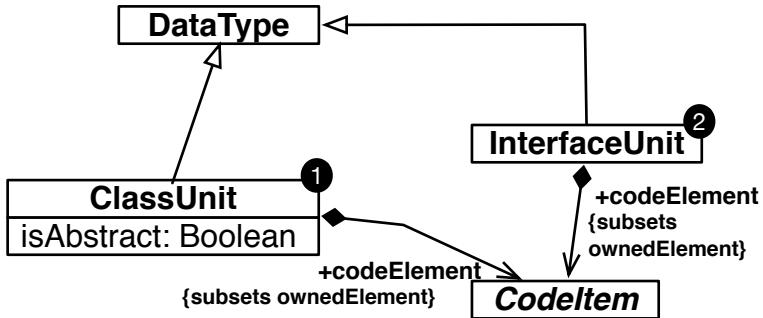 DataType
2
InterfaceUnit
1
ClassUnit
isAbstract: Boolean
+codeElement
{subsets
ownedElement}
+codeElement
{subsets ownedElement}
CodeItem